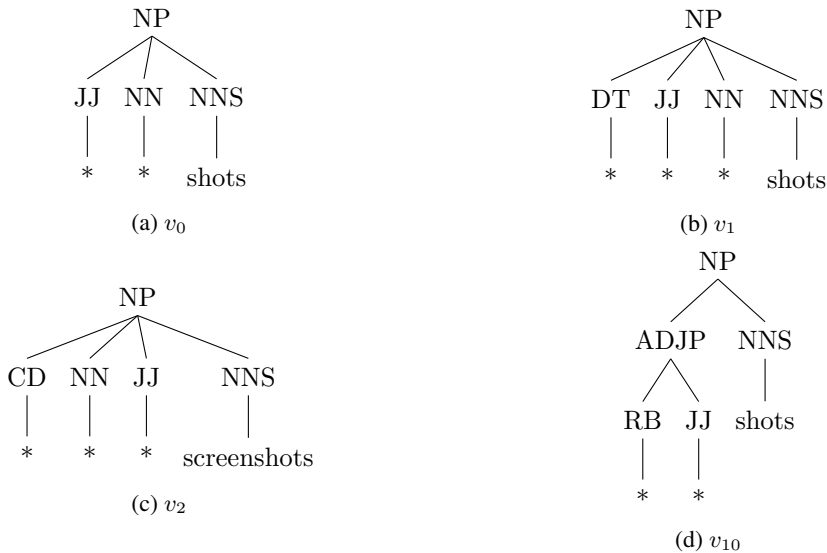 NP
JJ NN NNS
* * shots
(a) v₀
NP
DT JJ NN NNS
* * * shots
(b) v₁
NP
CD NN JJ NNS
* * * screenshots
(c) v₂
NP
ADJP NNS
RB JJ shots
* *
(d) v₁₀